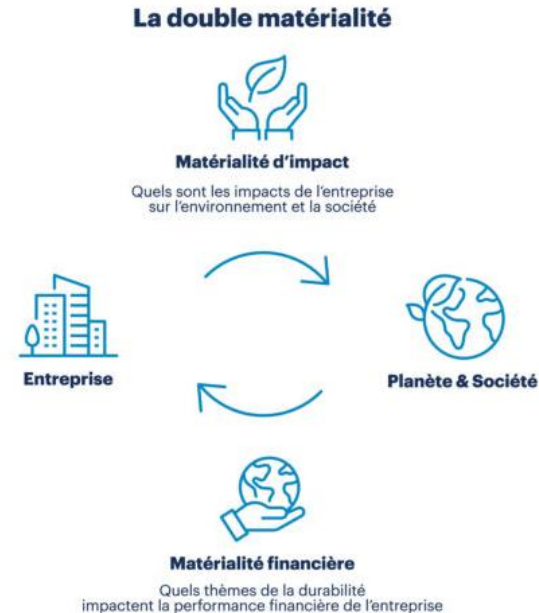 La double matérialité
Matérialité d'impact
Quels sont les impacts de l'entreprise
sur l'environnement et la société
Entreprise
Planète & Société
Matérialité financière
Quels thèmes de la durabilité
impactent la performance financière de l'entreprise